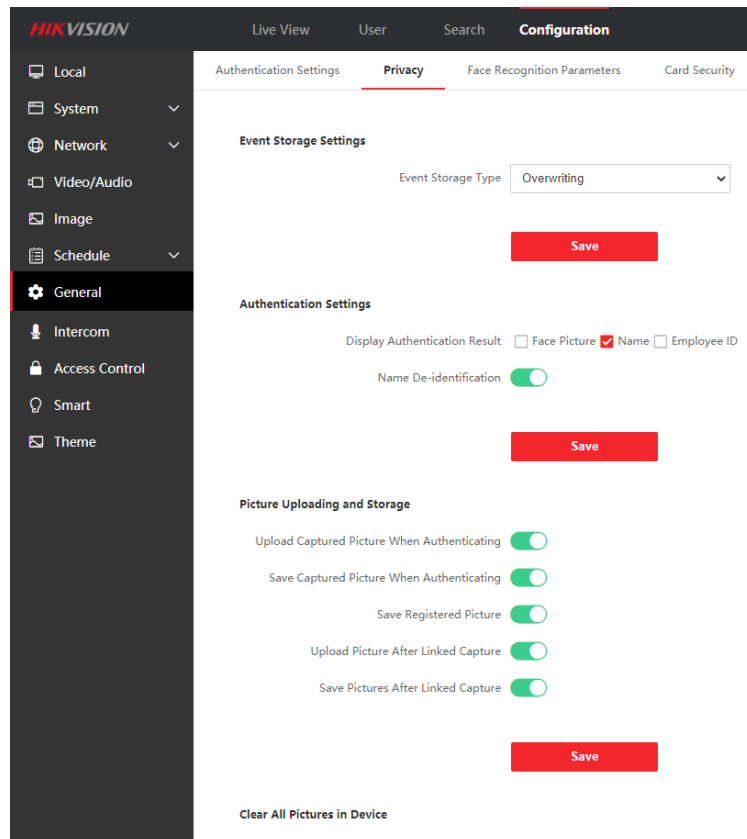 HIKVISION Live View User Search Configuration
Local
System
Network
Video/Audio
Image
Schedule
General
Intercom
Access Control
Smart
Theme
Authentication Settings Privacy Face Recognition Parameters Card Security
Event Storage Settings
Event Storage Type Overwriting
Save
Authentication Settings
Display Authentication Result Face Picture Name Employee ID
Name De-identification
Save
Picture Uploading and Storage
Upload Captured Picture When Authenticating
Save Captured Picture When Authenticating
Save Registered Picture
Upload Picture After Linked Capture
Save Pictures After Linked Capture
Save
Clear All Pictures in Device